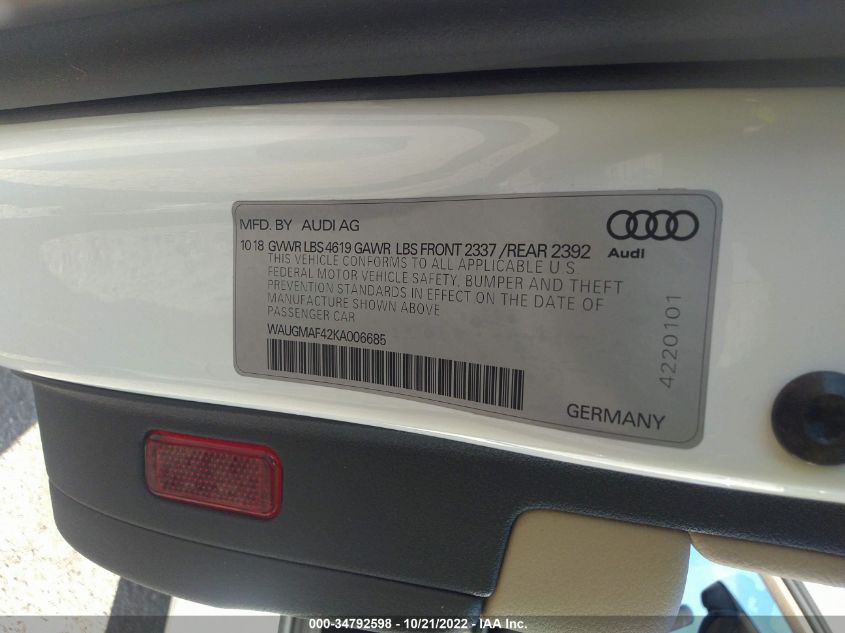 MFD. BY AUDI AG
Audi
10 18 GVWR LBS 4619 GAWR LBS FRONT 2337 /REAR 2392
THIS VEHICLE CONFORMS TO ALL APPLICABLE U S
FEDERAL MOTOR VEHICLE SAFETY, BUMPER AND THEFT
PREVENTION STANDARDS IN EFFECT ON THE DATE OF
MANUFACTURE SHOWN ABOVE
PASSENGER CAR
WAUGMAF42KA006685
4220101
GERMANY
000-34792598 - 10/21/2022 - IAA Inc.